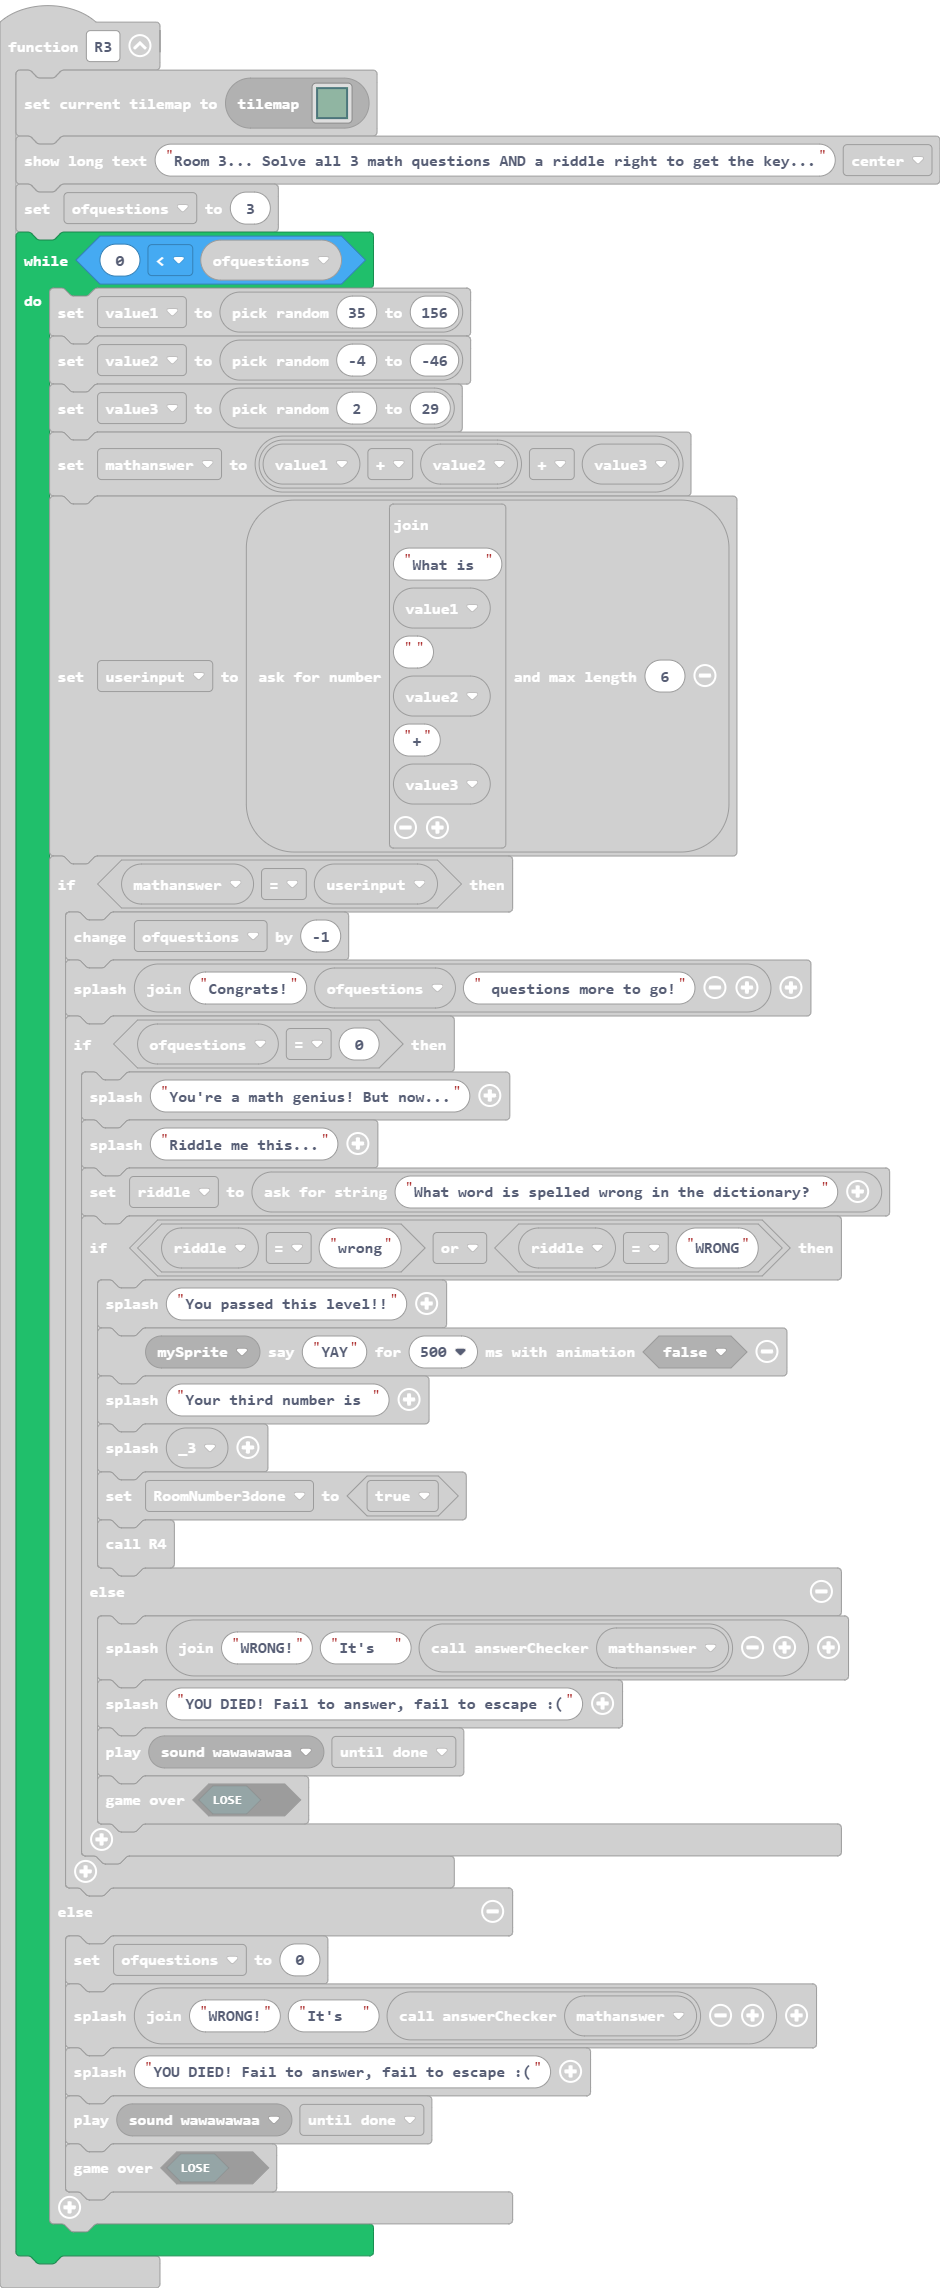 function R3
set current tilemap to tilemap
show long text "Room 3... Solve all 3 math questions AND a riddle right to get the key..." center
set ofquestions to 3
while 0 < ofquestions
do
set value1 to pick random 35 to 156
set value2 to pick random -4 to -46
set value3 to pick random 2 to 29
set mathanswer to value1 + value2 + value3
join
"What is "
value1
" "
set userinput to ask for number and max length 6
value2
"+"
value3
if mathanswer = userinput then
change ofquestions by -1
splash join "Congrats!" ofquestions " questions more to go!"
if ofquestions = 0 then
splash "You're a math genius! But now..."
splash "Riddle me this..."
set riddle to ask for string "What word is spelled wrong in the dictionary? "
if riddle = "wrong" or riddle = "WRONG" then
splash "You passed this level!!"
mySprite say "YAY" for 500 ms with animation false
splash "Your third number is "
splash _3
set RoomNumber3done to true
call R4
else
splash join "WRONG!" "It's " call answerChecker mathanswer
splash "YOU DIED! Fail to answer, fail to escape :("
play sound wawawawaa until done
game over LOSE
else
set ofquestions to 0
splash join "WRONG!" "It's " call answerChecker mathanswer
splash "YOU DIED! Fail to answer, fail to escape :("
play sound wawawawaa until done
game over LOSE